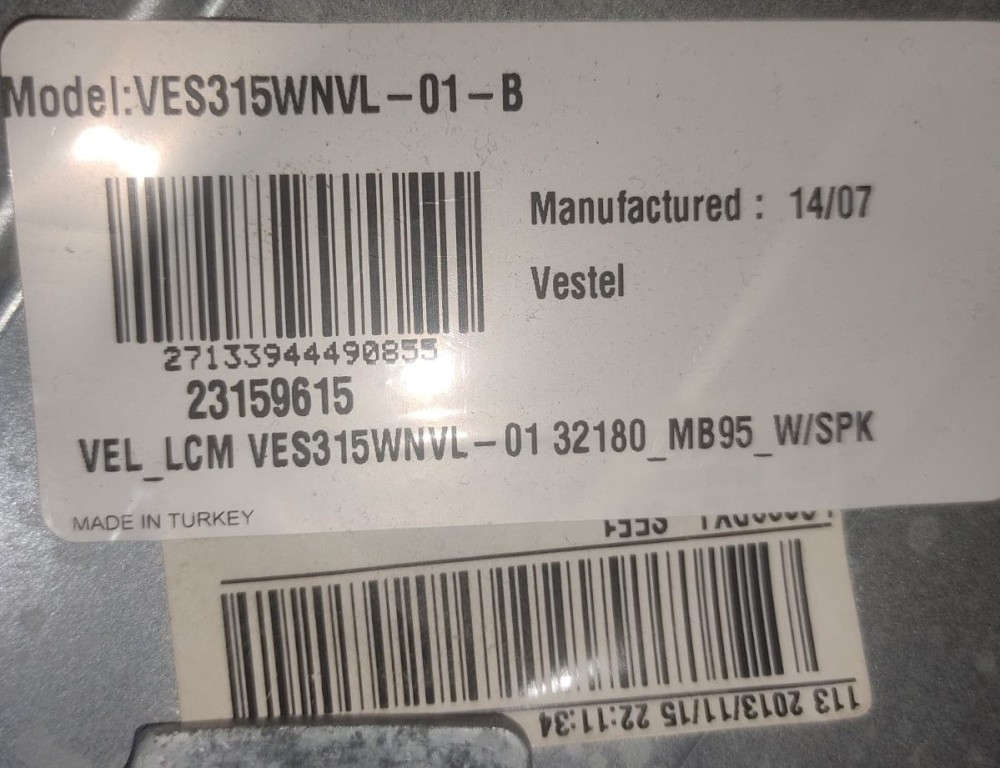 Model:VES315WNVL-01-B
Manufactured : 14/07
Vestel
27133944490855
23159615
VEL_LCM VES315WNVL-01 32180_MB95_W/SPK
MADE IN TURKEY
113 2013/11/15 22:11:34